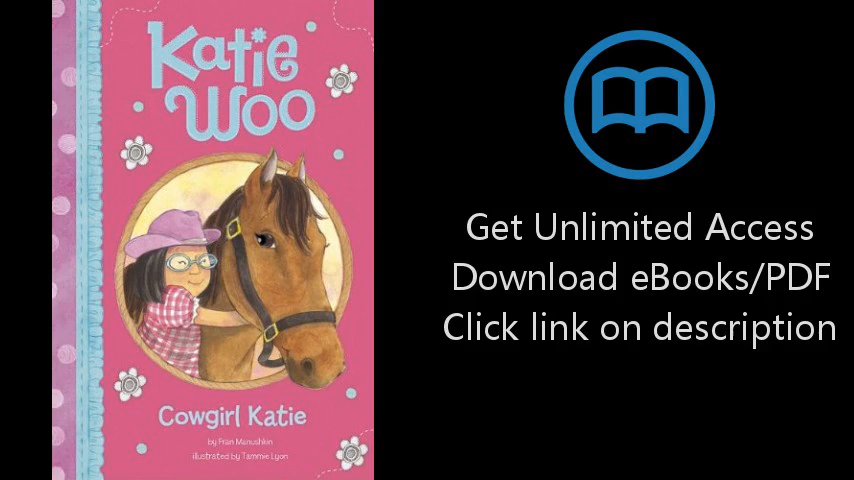 Katie
Woo
Cowgirl Katie
by Fran Manushkin
illustrated by Tammie Lyon
Get Unlimited Access
Download eBooks/PDF
Click link on description